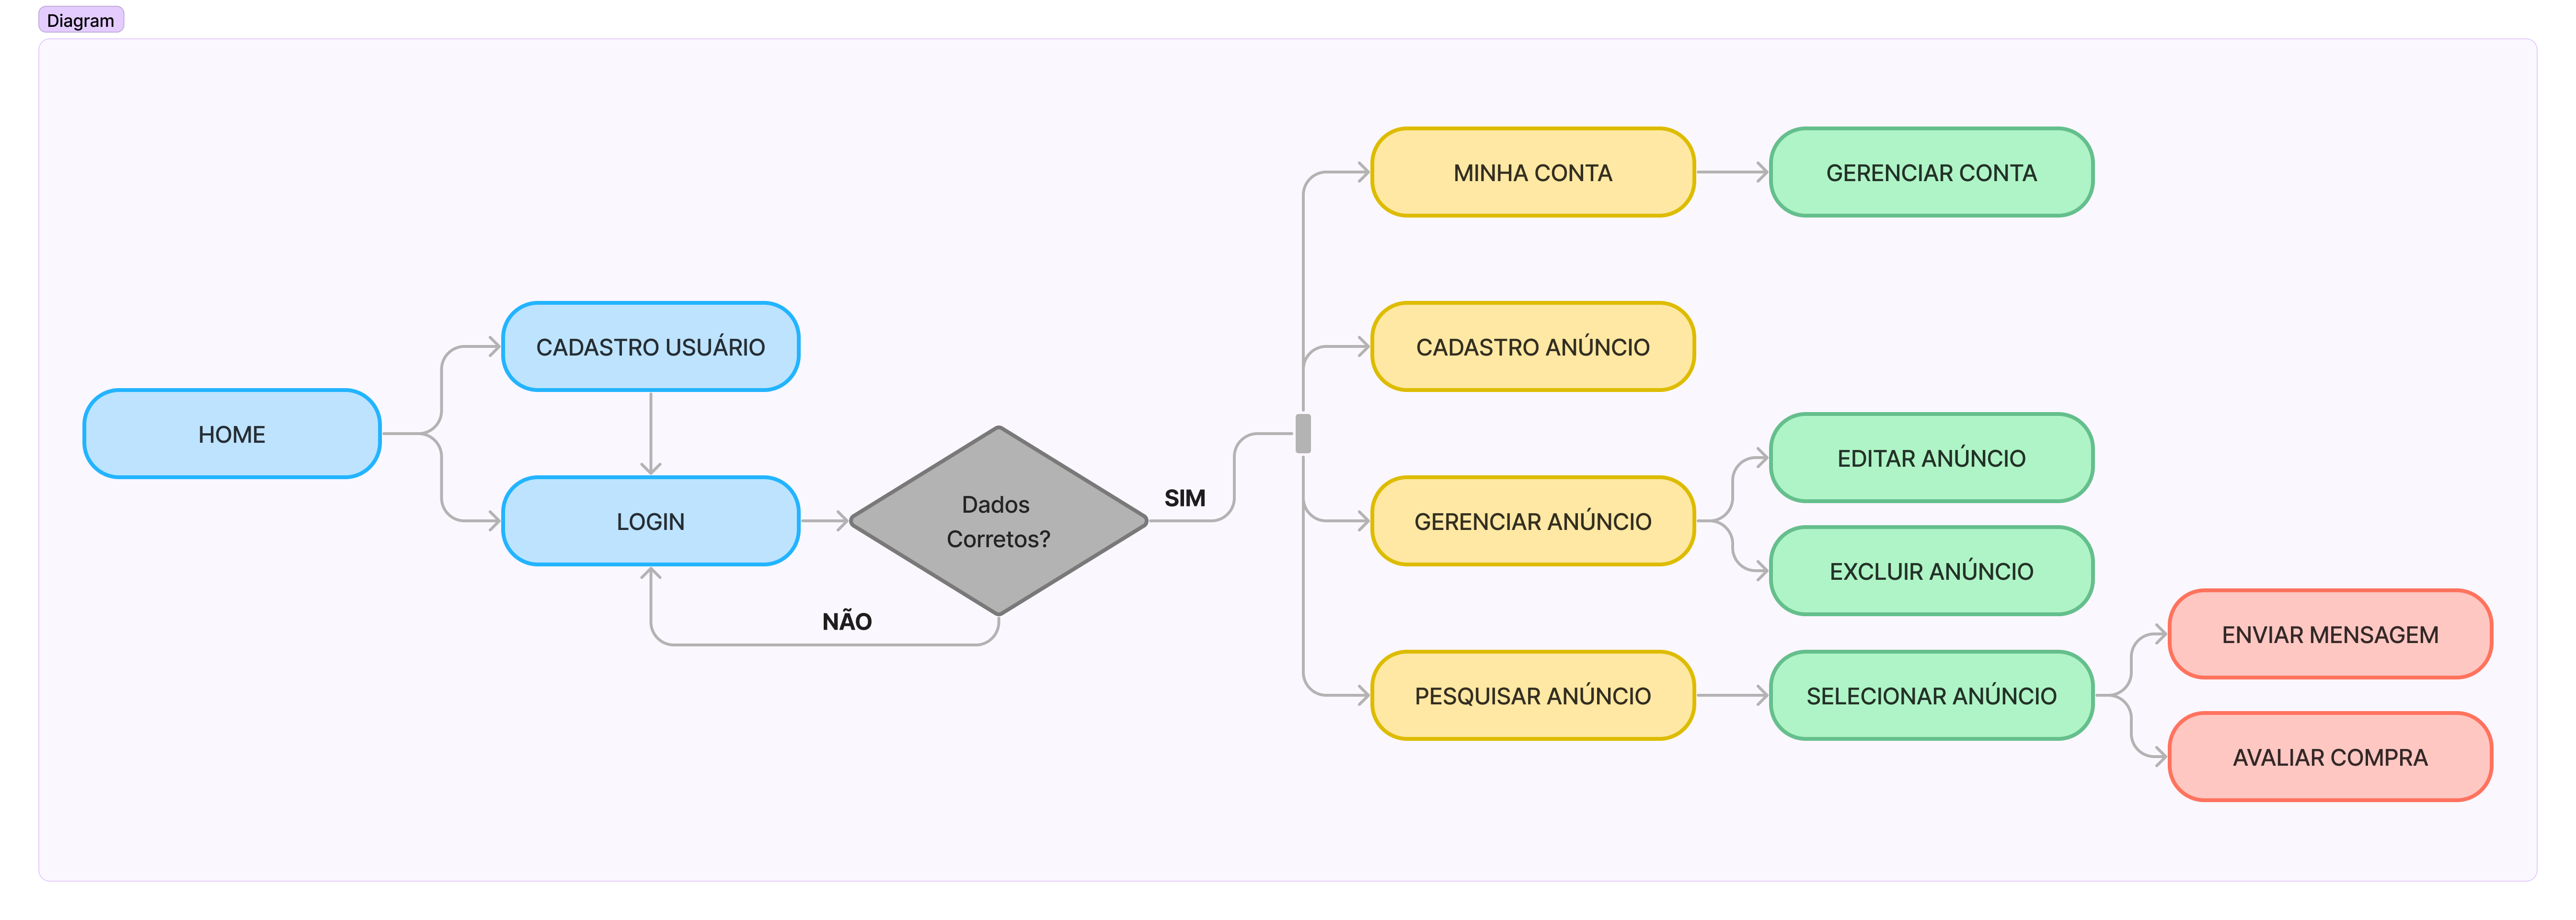 Diagram
HOME
CADASTRO USUÁRIO
LOGIN
Dados
Corretos?
NÃO
SIM
MINHA CONTA
GERENCIAR CONTA
CADASTRO ANÚNCIO
GERENCIAR ANÚNCIO
EDITAR ANÚNCIO
EXCLUIR ANÚNCIO
PESQUISAR ANÚNCIO
SELECIONAR ANÚNCIO
ENVIAR MENSAGEM
AVALIAR COMPRA